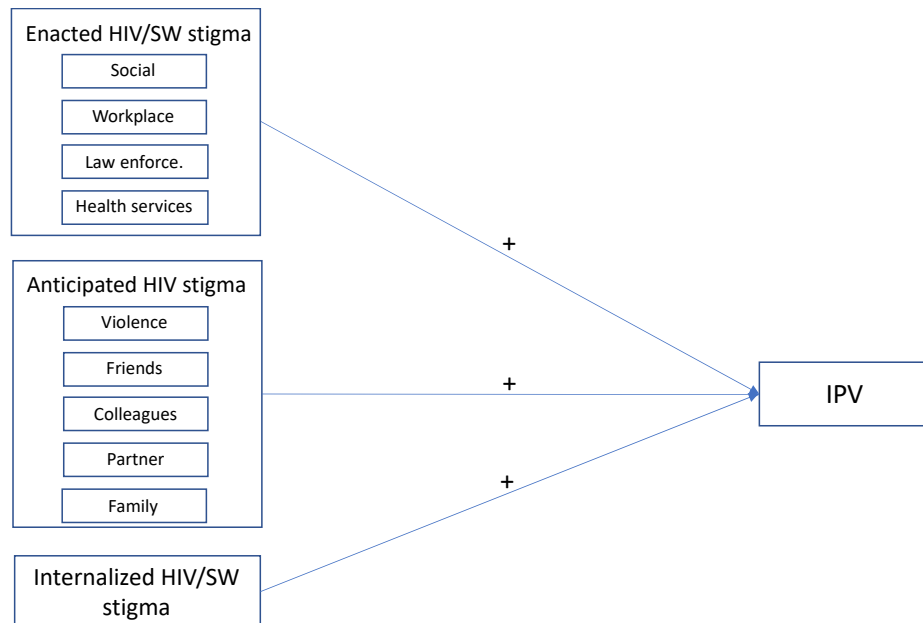 Enacted HIV/SW stigma
Social
Workplace
Law enforce.
Health services
+
Anticipated HIV stigma
Violence
Friends
Colleagues
Partner
Family
+
IPV
+
Internalized HIV/SW
stigma